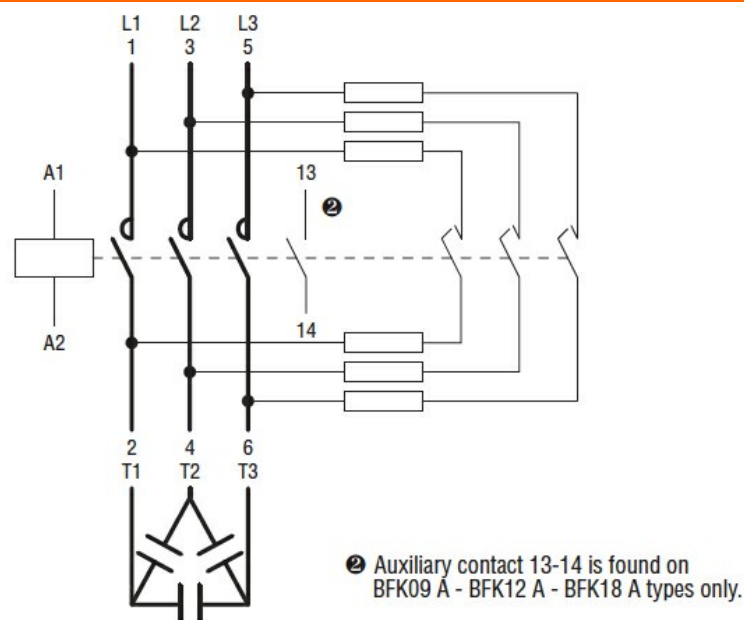 L1 L2 L3
1 3 5
A1
13
❷
14
A2
2 4 6
T1 T2 T3
❷ Auxiliary contact 13-14 is found on
BFK09 A - BFK12 A - BFK18 A types only.